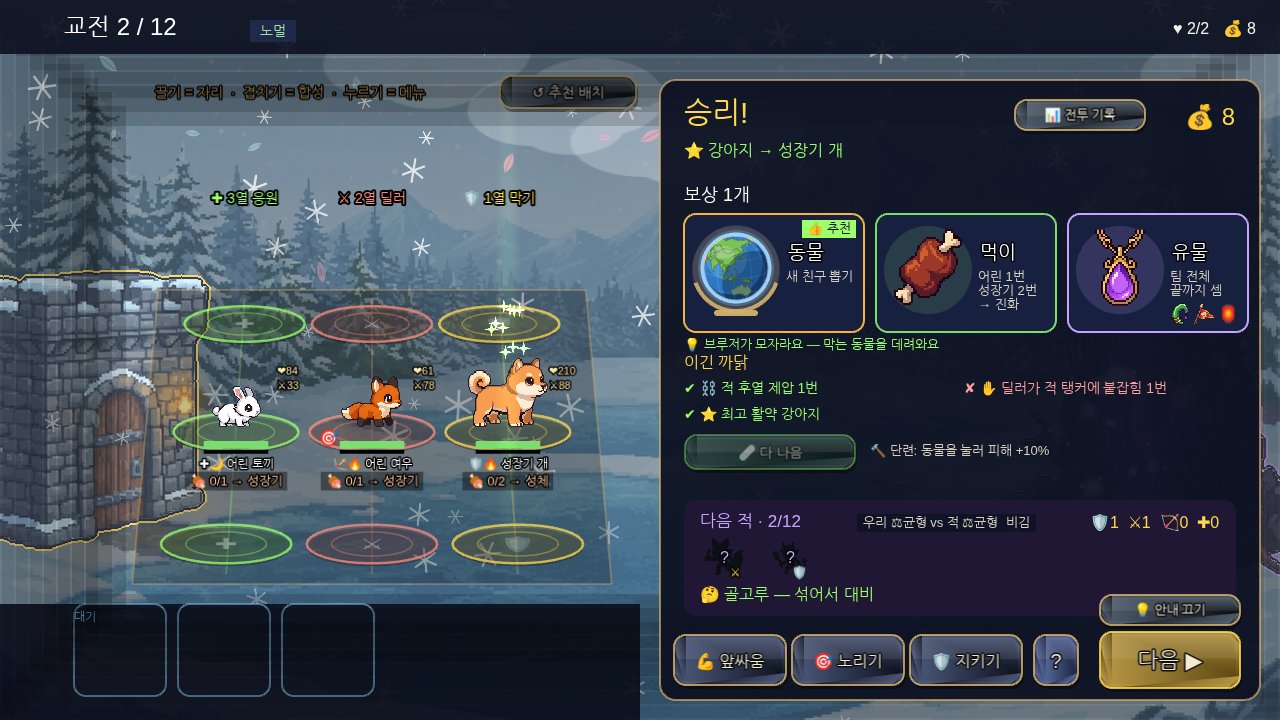 교전 2 / 12
노멀
♥ 2/2 💰 8
끌기 = 자리 · 겹치기 = 합성 · 누르기 = 메뉴
↺ 추천 배치
✚ 3열 응원
⚔ 2열 딜러
🛡 1열 막기
❤84
⚔33
❤61
⚔78
❤210
⚔88
✚🌙 어린 토끼
🍖 0/1 → 성장기
🏹🔥 어린 여우
🍖 0/1 → 성장기
🛡🔥 성장기 개
🍖 0/2 → 성체
대기
승리!
📊 전투 기록
💰 8
⭐ 강아지 → 성장기 개
보상 1개
👍 추천
동물
새 친구 뽑기
먹이
어린 1번
성장기 2번
→ 진화
유물
팀 전체
끝까지 셈
💡 브루저가 모자라요 — 막는 동물을 데려와요
이긴 까닭
✔ ⛓ 적 후열 제압 1번
✘ ✋ 딜러가 적 탱커에 붙잡힘 1번
✔ ⭐ 최고 활약 강아지
🩹 다 나음
🔨 단련: 동물을 눌러 피해 +10%
다음 적 · 2/12
우리 ⚖균형 vs 적 ⚖균형 비김
🛡1 ⚔1 🏹0 ✚0
?
?
🤔 골고루 — 섞어서 대비
💡 안내 끄기
💪 앞싸움
🎯 노리기
🛡 지키기
?
다음 ▶